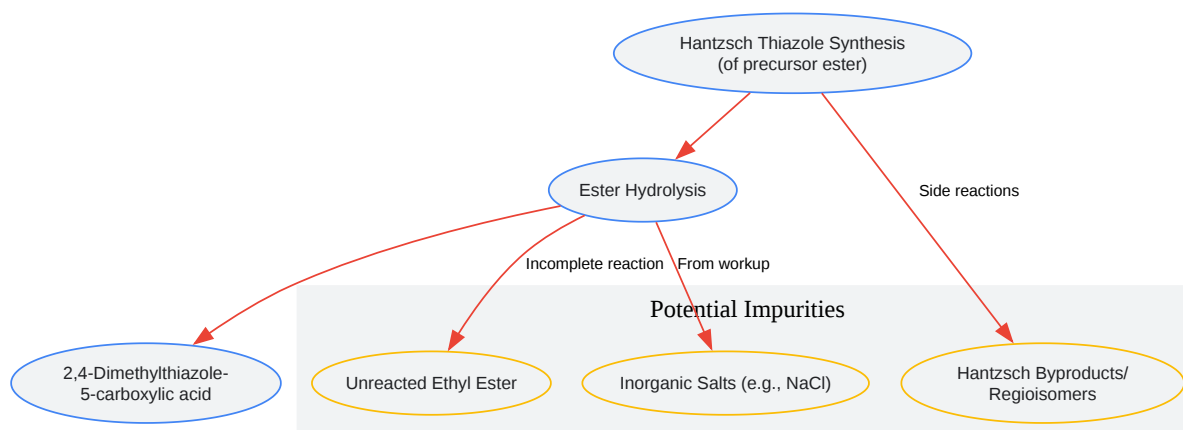 Hantzsch Thiazole Synthesis
(of precursor ester)
Ester Hydrolysis
Side reactions
Incomplete reaction
From workup
Potential Impurities
2,4-Dimethylthiazole-
5-carboxylic acid
Unreacted Ethyl Ester
Inorganic Salts (e.g., NaCl)
Hantzsch Byproducts/
Regioisomers